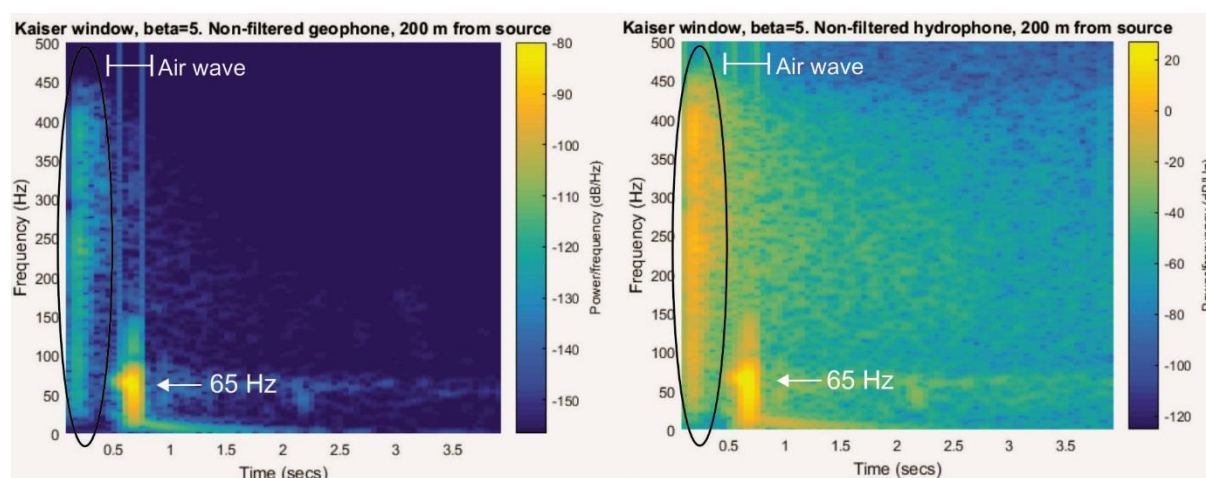 Kaiser window, beta=5. Non-filtered geophone, 200 m from source
500
450
400
350
300
250
200
150
100
50
0
Frequency (Hz)
Air wave
65 Hz
0.5 1 1.5 2 2.5 3 3.5
Time (secs)
-80
-90
-100
-110
-120
-130
-140
-150
Power/frequency (dB/Hz)
Kaiser window, beta=5. Non-filtered hydrophone, 200 m from source
500
450
400
350
300
250
200
150
100
50
0
Frequency (Hz)
Air wave
65 Hz
0.5 1 1.5 2 2.5 3 3.5
Time (secs)
20
0
-20
-40
-60
-80
-100
-120
Power/frequency (dB/Hz)